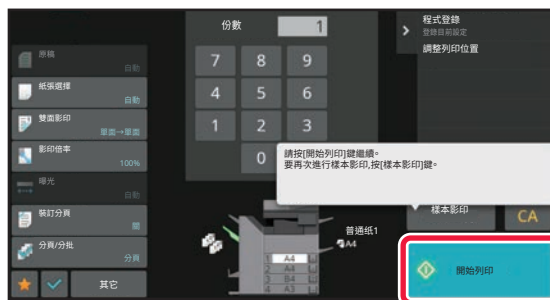 份數
1
程式登錄
登錄目前設定
調整列印位置
原稿
自動
紙張選擇
自動
雙面影印
單面→單面
影印倍率
100%
曝光
自動
裝訂分頁
關
分頁/分批
分頁
其它
7
8
9
4
5
6
1
2
3
0
請按[開始列印]鍵繼續。
要再次進行樣本影印,按[樣本影印]鍵。
樣本影印
CA
普通紙1
A4
1 A4
2 A4
3 B4
4 A3
開始列印